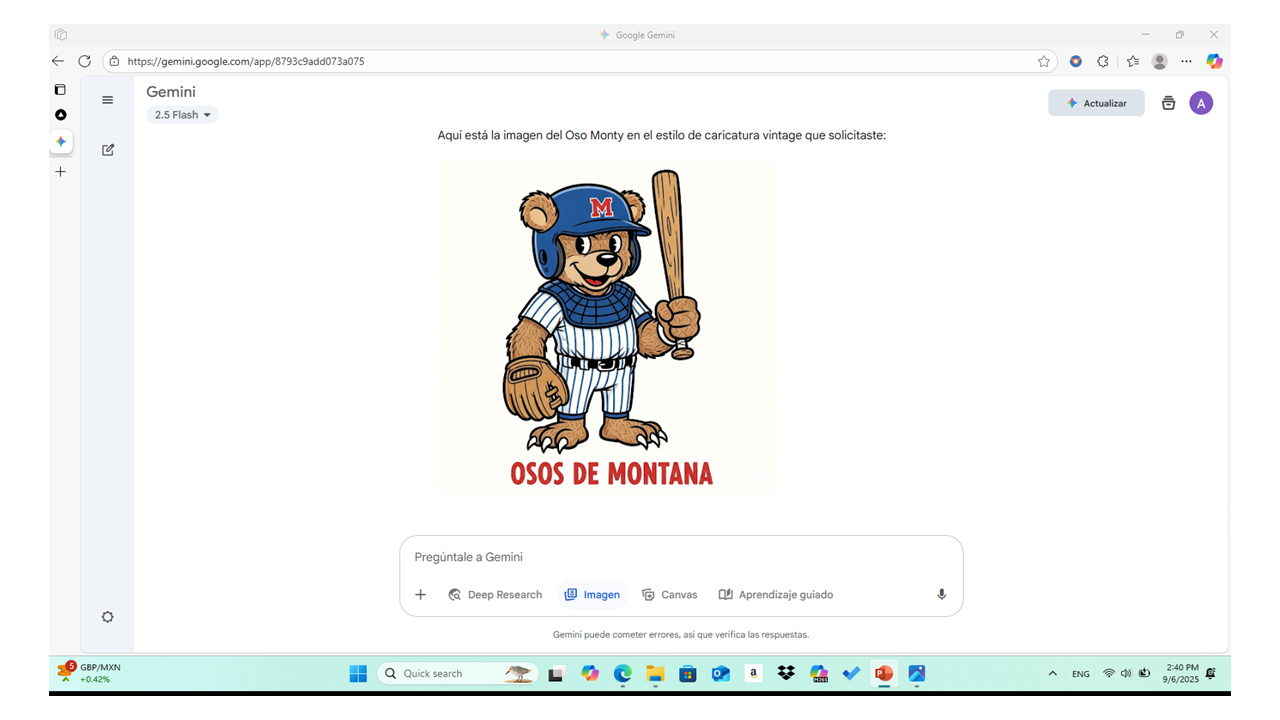 Google Gemini
https://gemini.google.com/app/8793c9add073a075
Gemini
2.5 Flash
Actualizar
A
Aquí está la imagen del Oso Monty en el estilo de caricatura vintage que solicitaste:
M
OSOS DE MONTANA
Pregúntale a Gemini
Deep Research
Imagen
Canvas
Aprendizaje guiado
Gemini puede cometer errores, así que verifica las respuestas.
5
GBP/MXN
+0.42%
Quick search
a
M365
P
ENG
2:40 PM
9/6/2025